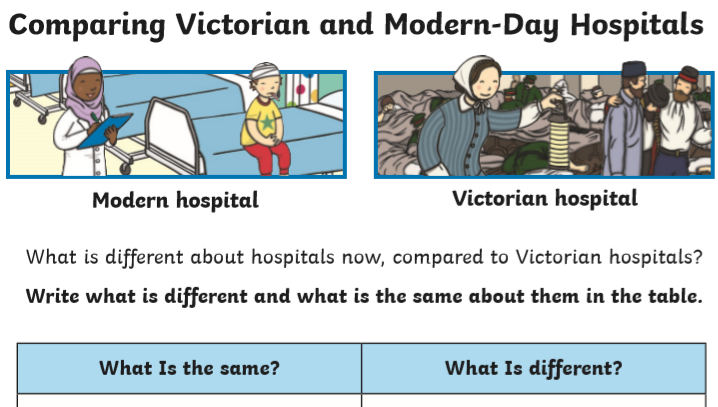 Comparing Victorian and Modern-Day Hospitals
Modern hospital
Victorian hospital
What is different about hospitals now, compared to Victorian hospitals?
Write what is different and what is the same about them in the table.
What Is the same?
What Is different?